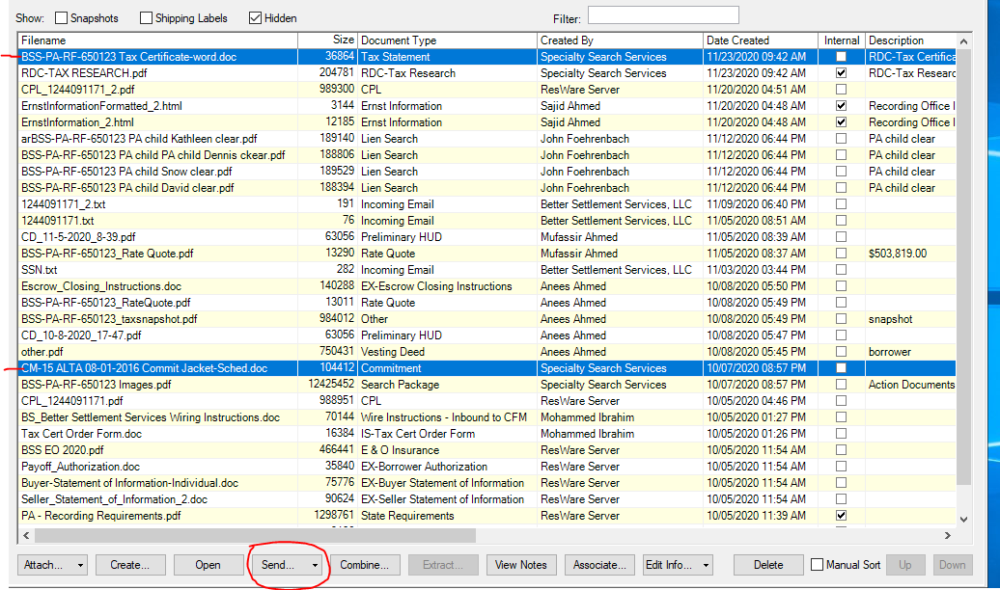 Show: Snapshots Shipping Labels Hidden Filter:
Filename Size Document Type Created By Date Created Internal Description
BSS-PA-RF-650123 Tax Certificate-word.doc 36864 Tax Statement Specialty Search Services 11/23/2020 09:42 AM RDC-Tax Certifica
RDC-TAX RESEARCH.pdf 204781 RDC-Tax Research Specialty Search Services 11/23/2020 09:42 AM RDC-Tax Researc
CPL_1244091171_2.pdf 989300 CPL ResWare Server 11/20/2020 04:51 AM
ErnstInformationFormatted_2.html 3144 Ernst Information Sajid Ahmed 11/20/2020 04:48 AM Recording Office I
ErnstInformation_2.html 12185 Ernst Information Sajid Ahmed 11/20/2020 04:48 AM Recording Office I
arBSS-PA-RF-650123 PA child Kathleen clear.pdf 189140 Lien Search John Foehrenbach 11/12/2020 06:44 PM PA child clear
BSS-PA-RF-650123 PA child PA child Dennis ckear.pdf 188806 Lien Search John Foehrenbach 11/12/2020 06:44 PM PA child clear
BSS-PA-RF-650123 PA child Snow clear.pdf 189529 Lien Search John Foehrenbach 11/12/2020 06:44 PM PA child clear
BSS-PA-RF-650123 PA child David clear.pdf 188394 Lien Search John Foehrenbach 11/12/2020 06:44 PM PA child clear
1244091171_2.txt 191 Incoming Email Better Settlement Services, LLC 11/09/2020 06:40 PM
1244091171.txt 76 Incoming Email Better Settlement Services, LLC 11/05/2020 08:51 AM
CD_11-5-2020_8-39.pdf 63056 Preliminary HUD Mufassir Ahmed 11/05/2020 08:39 AM
BSS-PA-RF-650123_Rate Quote.pdf 13290 Rate Quote Mufassir Ahmed 11/05/2020 08:37 AM $503,819.00
SSN.txt 282 Incoming Email Better Settlement Services, LLC 11/03/2020 03:44 PM
Escrow_Closing_Instructions.doc 140288 EX-Escrow Closing Instructions Anees Ahmed 10/08/2020 05:50 PM
BSS-PA-RF-650123_RateQuote.pdf 13011 Rate Quote Anees Ahmed 10/08/2020 05:49 PM
BSS-PA-RF-650123_taxsnapshot.pdf 984012 Other Anees Ahmed 10/08/2020 05:49 PM snapshot
CD_10-8-2020_17-47.pdf 63056 Preliminary HUD Anees Ahmed 10/08/2020 05:47 PM
other.pdf 750431 Vesting Deed Anees Ahmed 10/08/2020 05:45 PM borrower
CM-15 ALTA 08-01-2016 Commit Jacket-Sched.doc 104412 Commitment Specialty Search Services 10/07/2020 08:57 PM
BSS-PA-RF-650123 Images.pdf 12425452 Search Package Specialty Search Services 10/07/2020 08:57 PM Action Documents
CPL_1244091171.pdf 988951 CPL ResWare Server 10/05/2020 04:46 PM
BS_Better Settlement Services Wiring Instructions.doc 70144 Wire Instructions - Inbound to CFM Mohammed Ibrahim 10/05/2020 01:27 PM
Tax Cert Order Form.doc 16384 IS-Tax Cert Order Form Mohammed Ibrahim 10/05/2020 01:26 PM
BSS EO 2020.pdf 466441 E & O Insurance ResWare Server 10/05/2020 11:54 AM
Payoff_Authorization.doc 35840 EX-Borrower Authorization ResWare Server 10/05/2020 11:54 AM
Buyer-Statement of Information-Individual.doc 75776 EX-Buyer Statement of Information ResWare Server 10/05/2020 11:54 AM
Seller_Statement_of_Information_2.doc 90624 EX-Seller Statement of Information ResWare Server 10/05/2020 11:54 AM
PA - Recording Requirements.pdf 1298761 State Requirements ResWare Server 10/05/2020 11:39 AM
Attach... Create... Open Send... Combine... Extract... View Notes Associate... Edit Info... Delete Manual Sort Up Down